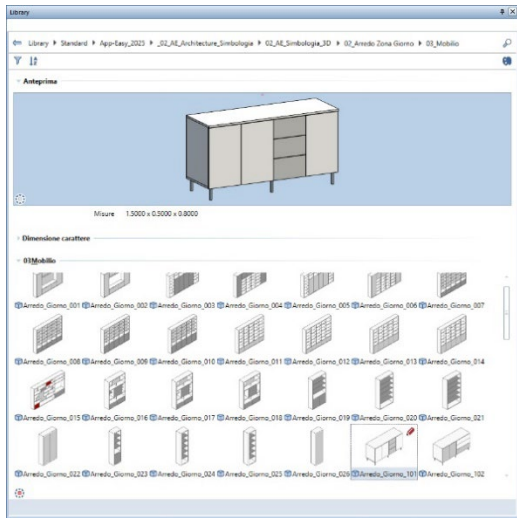 Library
Library ▸ Standard ▸ App-Easy_2025 ▸ _02_AE_Architecture_Simbologia ▸ 02_AE_Simbologia_3D ▸ 02_Arredo Zona Giorno ▸ 03_Mobilio
Anteprima
Misure 1.5000 x 0.5000 x 0.8000
Dimensione carattere
03_Mobilio
Arredo_Giorno_001 Arredo_Giorno_002 Arredo_Giorno_003 Arredo_Giorno_004 Arredo_Giorno_005 Arredo_Giorno_006 Arredo_Giorno_007
Arredo_Giorno_008 Arredo_Giorno_009 Arredo_Giorno_010 Arredo_Giorno_011 Arredo_Giorno_012 Arredo_Giorno_013 Arredo_Giorno_014
Arredo_Giorno_015 Arredo_Giorno_016 Arredo_Giorno_017 Arredo_Giorno_018 Arredo_Giorno_019 Arredo_Giorno_020 Arredo_Giorno_021
Arredo_Giorno_022 Arredo_Giorno_023 Arredo_Giorno_024 Arredo_Giorno_025 Arredo_Giorno_026 Arredo_Giorno_101 Arredo_Giorno_102